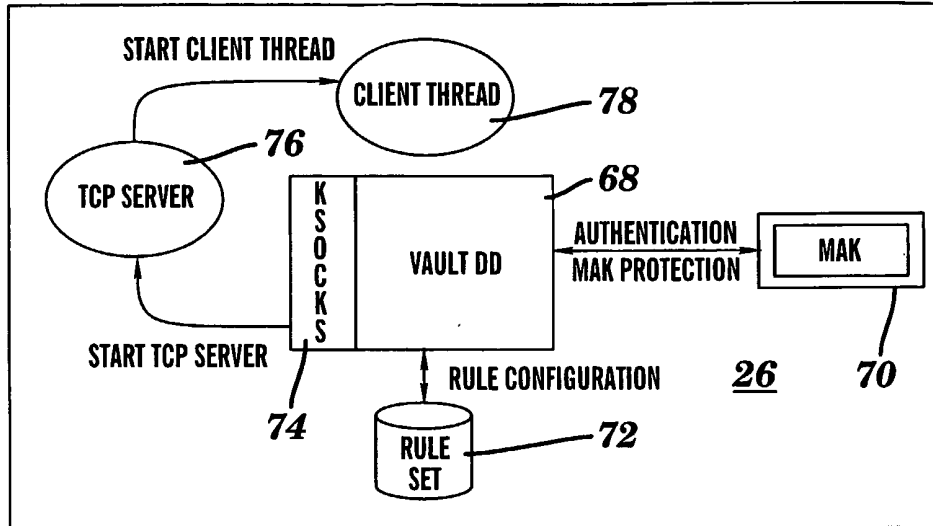 START CLIENT THREAD
CLIENT THREAD
78
76
TCP SERVER
68
KSOCKS
VAULT DD
AUTHENTICATION
MAK PROTECTION
MAK
START TCP SERVER
RULE CONFIGURATION
26
70
74
72
RULE
SET